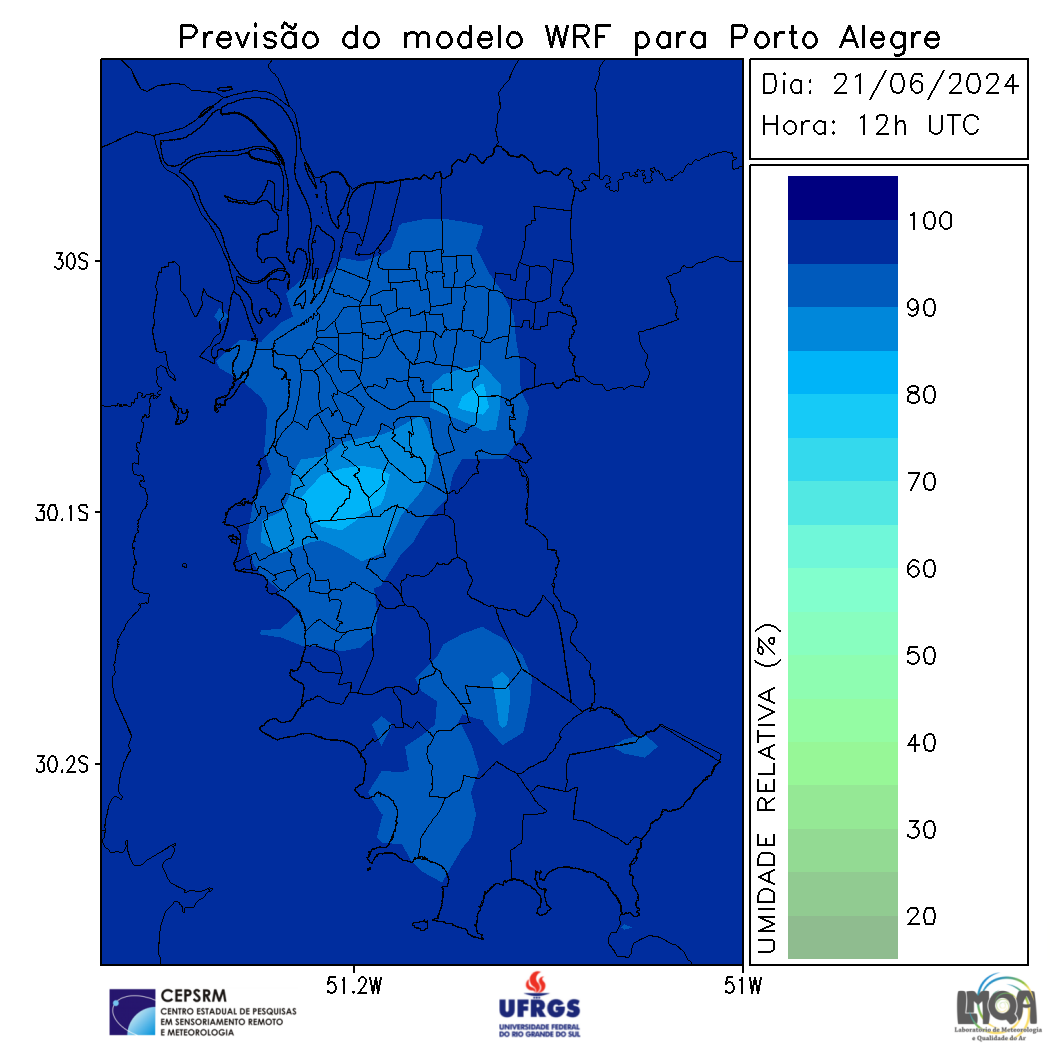 Previsão do modelo WRF para Porto Alegre
Dia: 21/06/2024
Hora: 12h UTC
100
90
80
70
60
50
40
30
20
UMIDADE RELATIVA (%)
30S
30.1S
30.2S
51.2W
51W
CEPSRM
CENTRO ESTADUAL DE PESQUISAS
EM SENSORIAMENTO REMOTO
E METEOROLOGIA
UFRGS
UNIVERSIDADE FEDERAL
DO RIO GRANDE DO SUL
LMQA
Laboratório de Meteorologia
e Qualidade do Ar